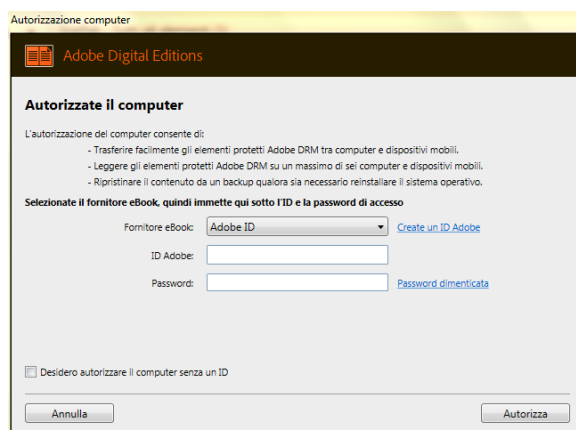 Autorizzazione computer
Adobe Digital Editions
Autorizzate il computer
L'autorizzazione del computer consente di:
- Trasferire facilmente gli elementi protetti Adobe DRM tra computer e dispositivi mobili.
- Leggere gli elementi protetti Adobe DRM su un massimo di sei computer e dispositivi mobili.
- Ripristinare il contenuto da un backup qualora sia necessario reinstallare il sistema operativo.
Selezionate il fornitore eBook, quindi immette qui sotto l'ID e la password di accesso
Fornitore eBook: Adobe ID Create un ID Adobe
ID Adobe:
Password: Password dimenticata
Desidero autorizzare il computer senza un ID
Annulla Autorizza